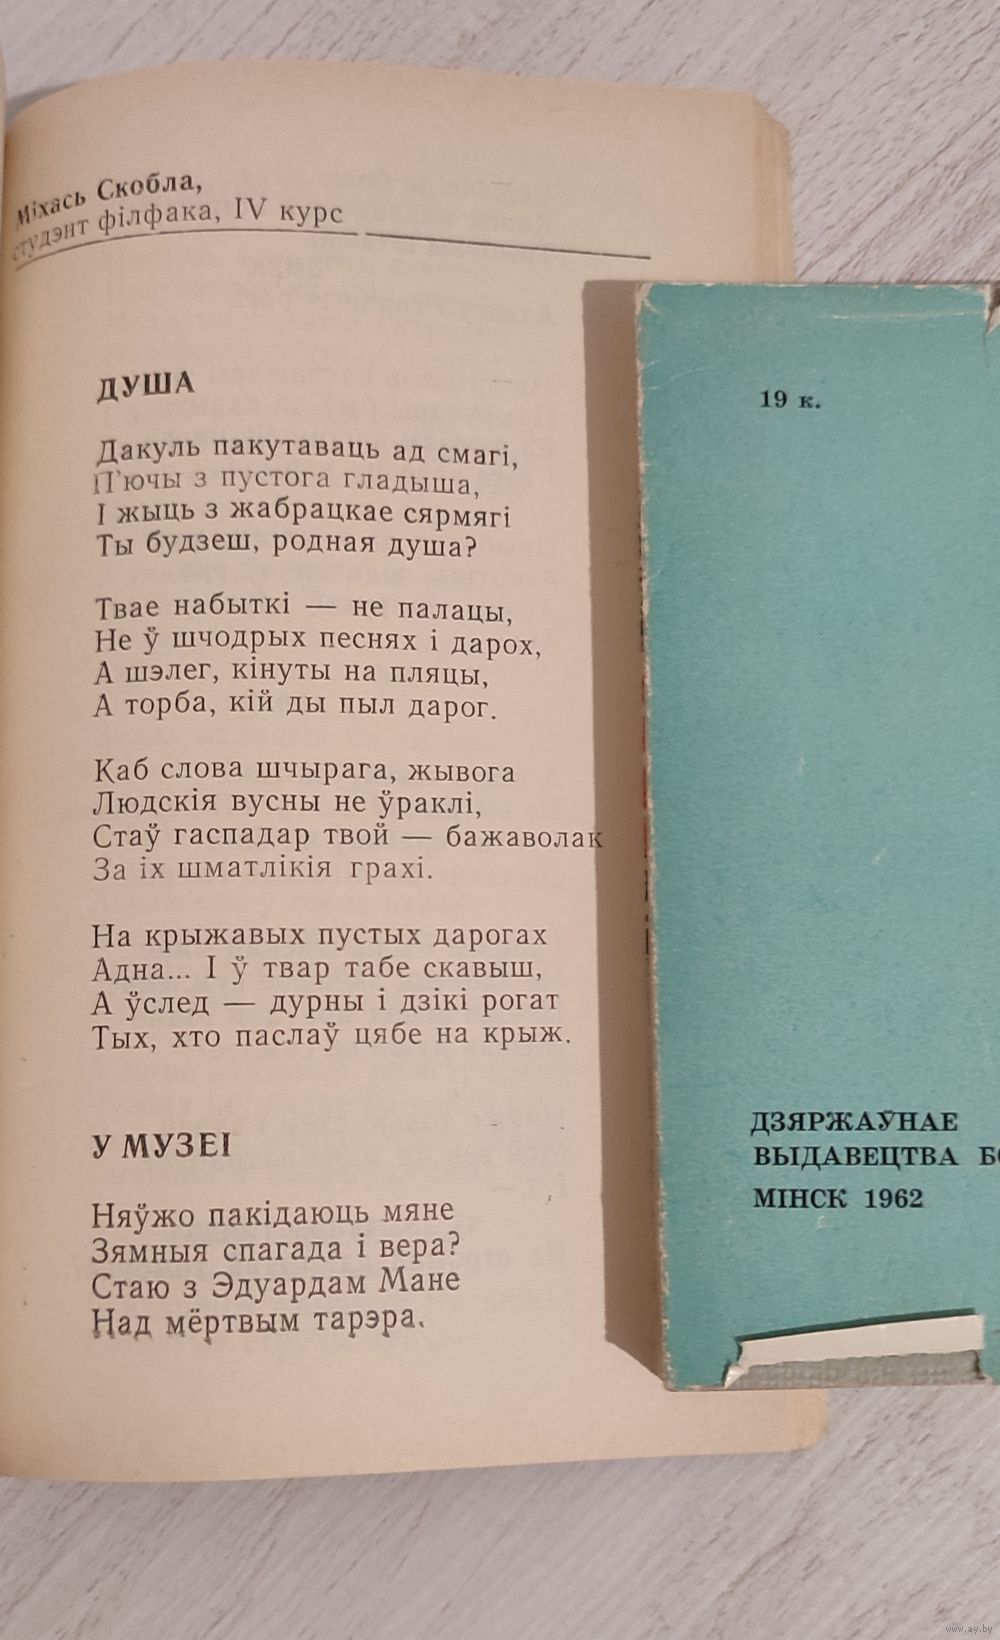 Міхась Скобла,
студэнт філфака, IV курс
ДУША
Дакуль пакутаваць ад смагі,
П'ючы з пустога гладыша,
І жыць з жабрацкае сярмягі
Ты будзеш, родная душа?
Твае набыткі — не палацы,
Не ў шчодрых песнях і дарох,
А шэлег, кінуты на пляцы,
А торба, кій ды пыл дарог.
Каб слова шчырага, жывога
Людскія вусны не ўраклі,
Стаў гаспадар твой — бажаволак
За іх шматлікія грахі.
На крыжавых пустых дарогах
Адна... І ў твар табе скавыш,
А ўслед — дурны і дзікі рогат
Тых, хто паслаў цябе на крыж.
У МУЗЕІ
Няўжо пакідаюць мяне
Зямныя спагада і вера?
Стаю з Эдуардам Мане
Над мёртвым тарэра.
19 к.
ДЗЯРЖАЎНАЕ
ВЫДАВЕЦТВА
МІНСК 1962
www.ay.by